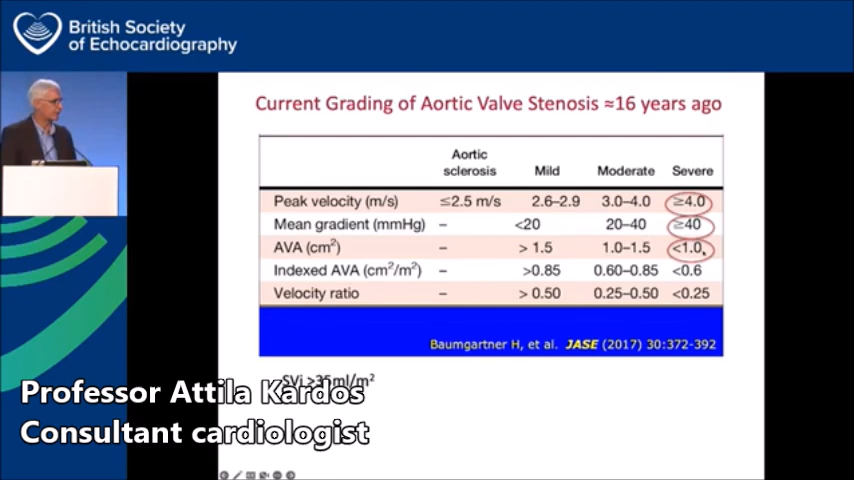 British Society
of Echocardiography
Current Grading of Aortic Valve Stenosis ≈16 years ago
Aortic sclerosis Mild Moderate Severe
Peak velocity (m/s) ≤2.5 m/s 2.6–2.9 3.0–4.0 ≥4.0
Mean gradient (mmHg) – <20 20–40 ≥40
AVA (cm²) – > 1.5 1.0–1.5 <1.0
Indexed AVA (cm²/m²) – >0.85 0.60–0.85 <0.6
Velocity ratio – > 0.50 0.25–0.50 <0.25
Baumgartner H, et al. JASE (2017) 30:372-392
SVi >35ml/m²
Professor Attila Kardos
Consultant cardiologist